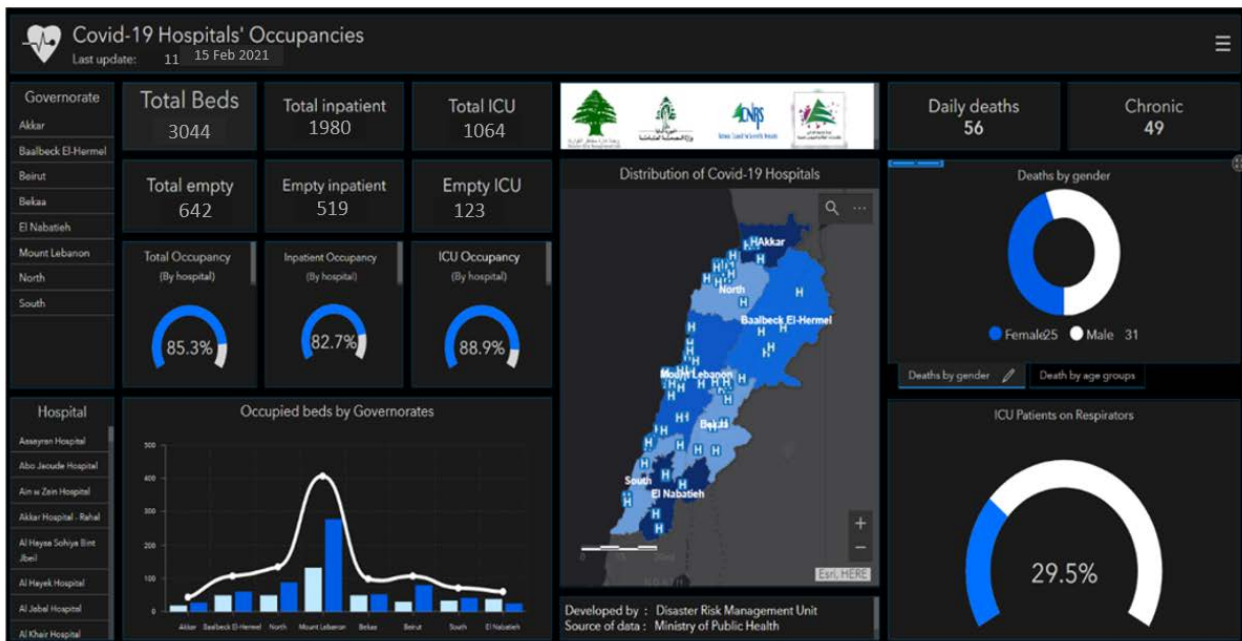 Covid-19 Hospitals' Occupancies
Last update: 11 15 Feb 2021
Governorate
Akkar
Baalbeck El-Hermel
Beirut
Bekaa
El Nabatieh
Mount Lebanon
North
South
Total Beds
3044
Total inpatient
1980
Total ICU
1064
Total empty
642
Empty inpatient
519
Empty ICU
123
Total Occupancy
(By hospital)
85.3%
Inpatient Occupancy
(By hospital)
82.7%
ICU Occupancy
(By hospital)
88.9%
CNRS
Distribution of Covid-19 Hospitals
Akkar
North
Baalbeck El-Hermel
Mount Lebanon
Bekaa
South
El Nabatieh
Esri, HERE
Developed by : Disaster Risk Management Unit
Source of data : Ministry of Public Health
Daily deaths
56
Chronic
49
Deaths by gender
Female25 Male 31
Deaths by gender
Death by age groups
ICU Patients on Respirators
29.5%
Hospital
Assayran Hospital
Abo Jaoude Hospital
Ain w Zein Hospital
Akkar Hospital - Rahal
Al Haysa Sohiya Bint
Jbeil
Al Hayek Hospital
Al Jabal Hospital
Al Khair Hospital
Occupied beds by Governorates
500
400
300
200
100
0
Akkar Baalbeck El-Hermel North Mount Lebanon Bekaa Beirut South El Nabatieh